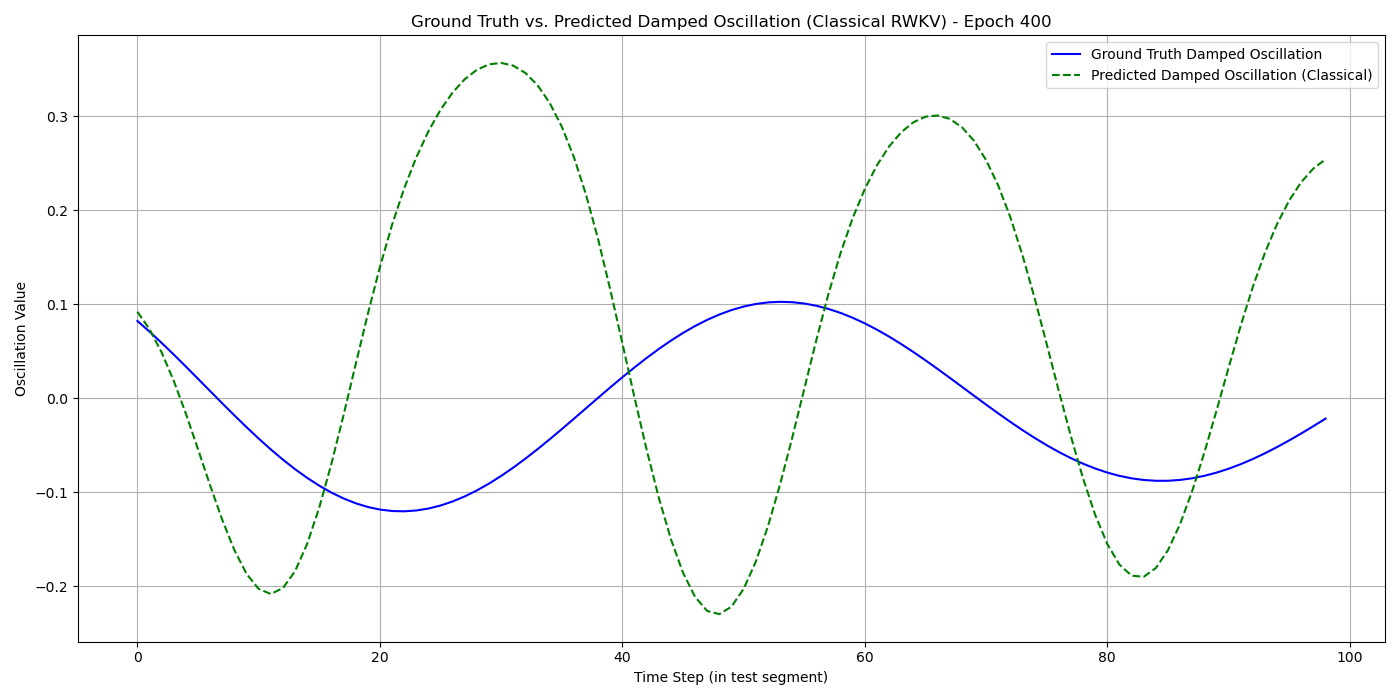 Ground Truth vs. Predicted Damped Oscillation (Classical RWKV) - Epoch 400
Ground Truth Damped Oscillation
Predicted Damped Oscillation (Classical)
Oscillation Value
0.3
0.2
0.1
0.0
−0.1
−0.2
0 20 40 60 80 100
Time Step (in test segment)